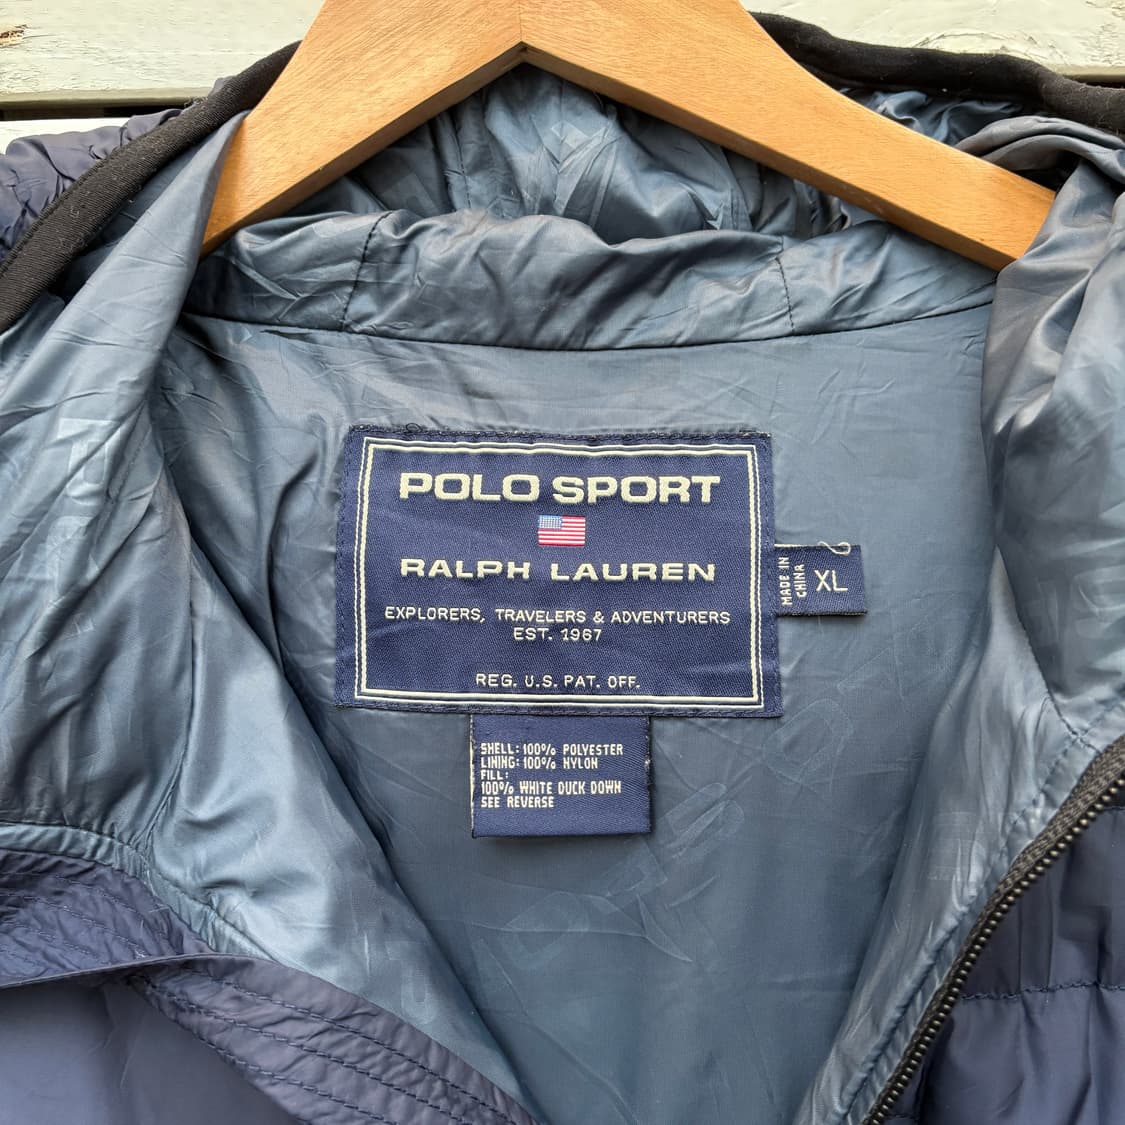 POLO SPORT
RALPH LAUREN
EXPLORERS, TRAVELERS & ADVENTURERS
EST. 1967
REG. U.S. PAT. OFF.
MADE IN
CHINA
XL
SHELL: 100% POLYESTER
LINING: 100% NYLON
FILL:
100% WHITE DUCK DOWN
SEE REVERSE